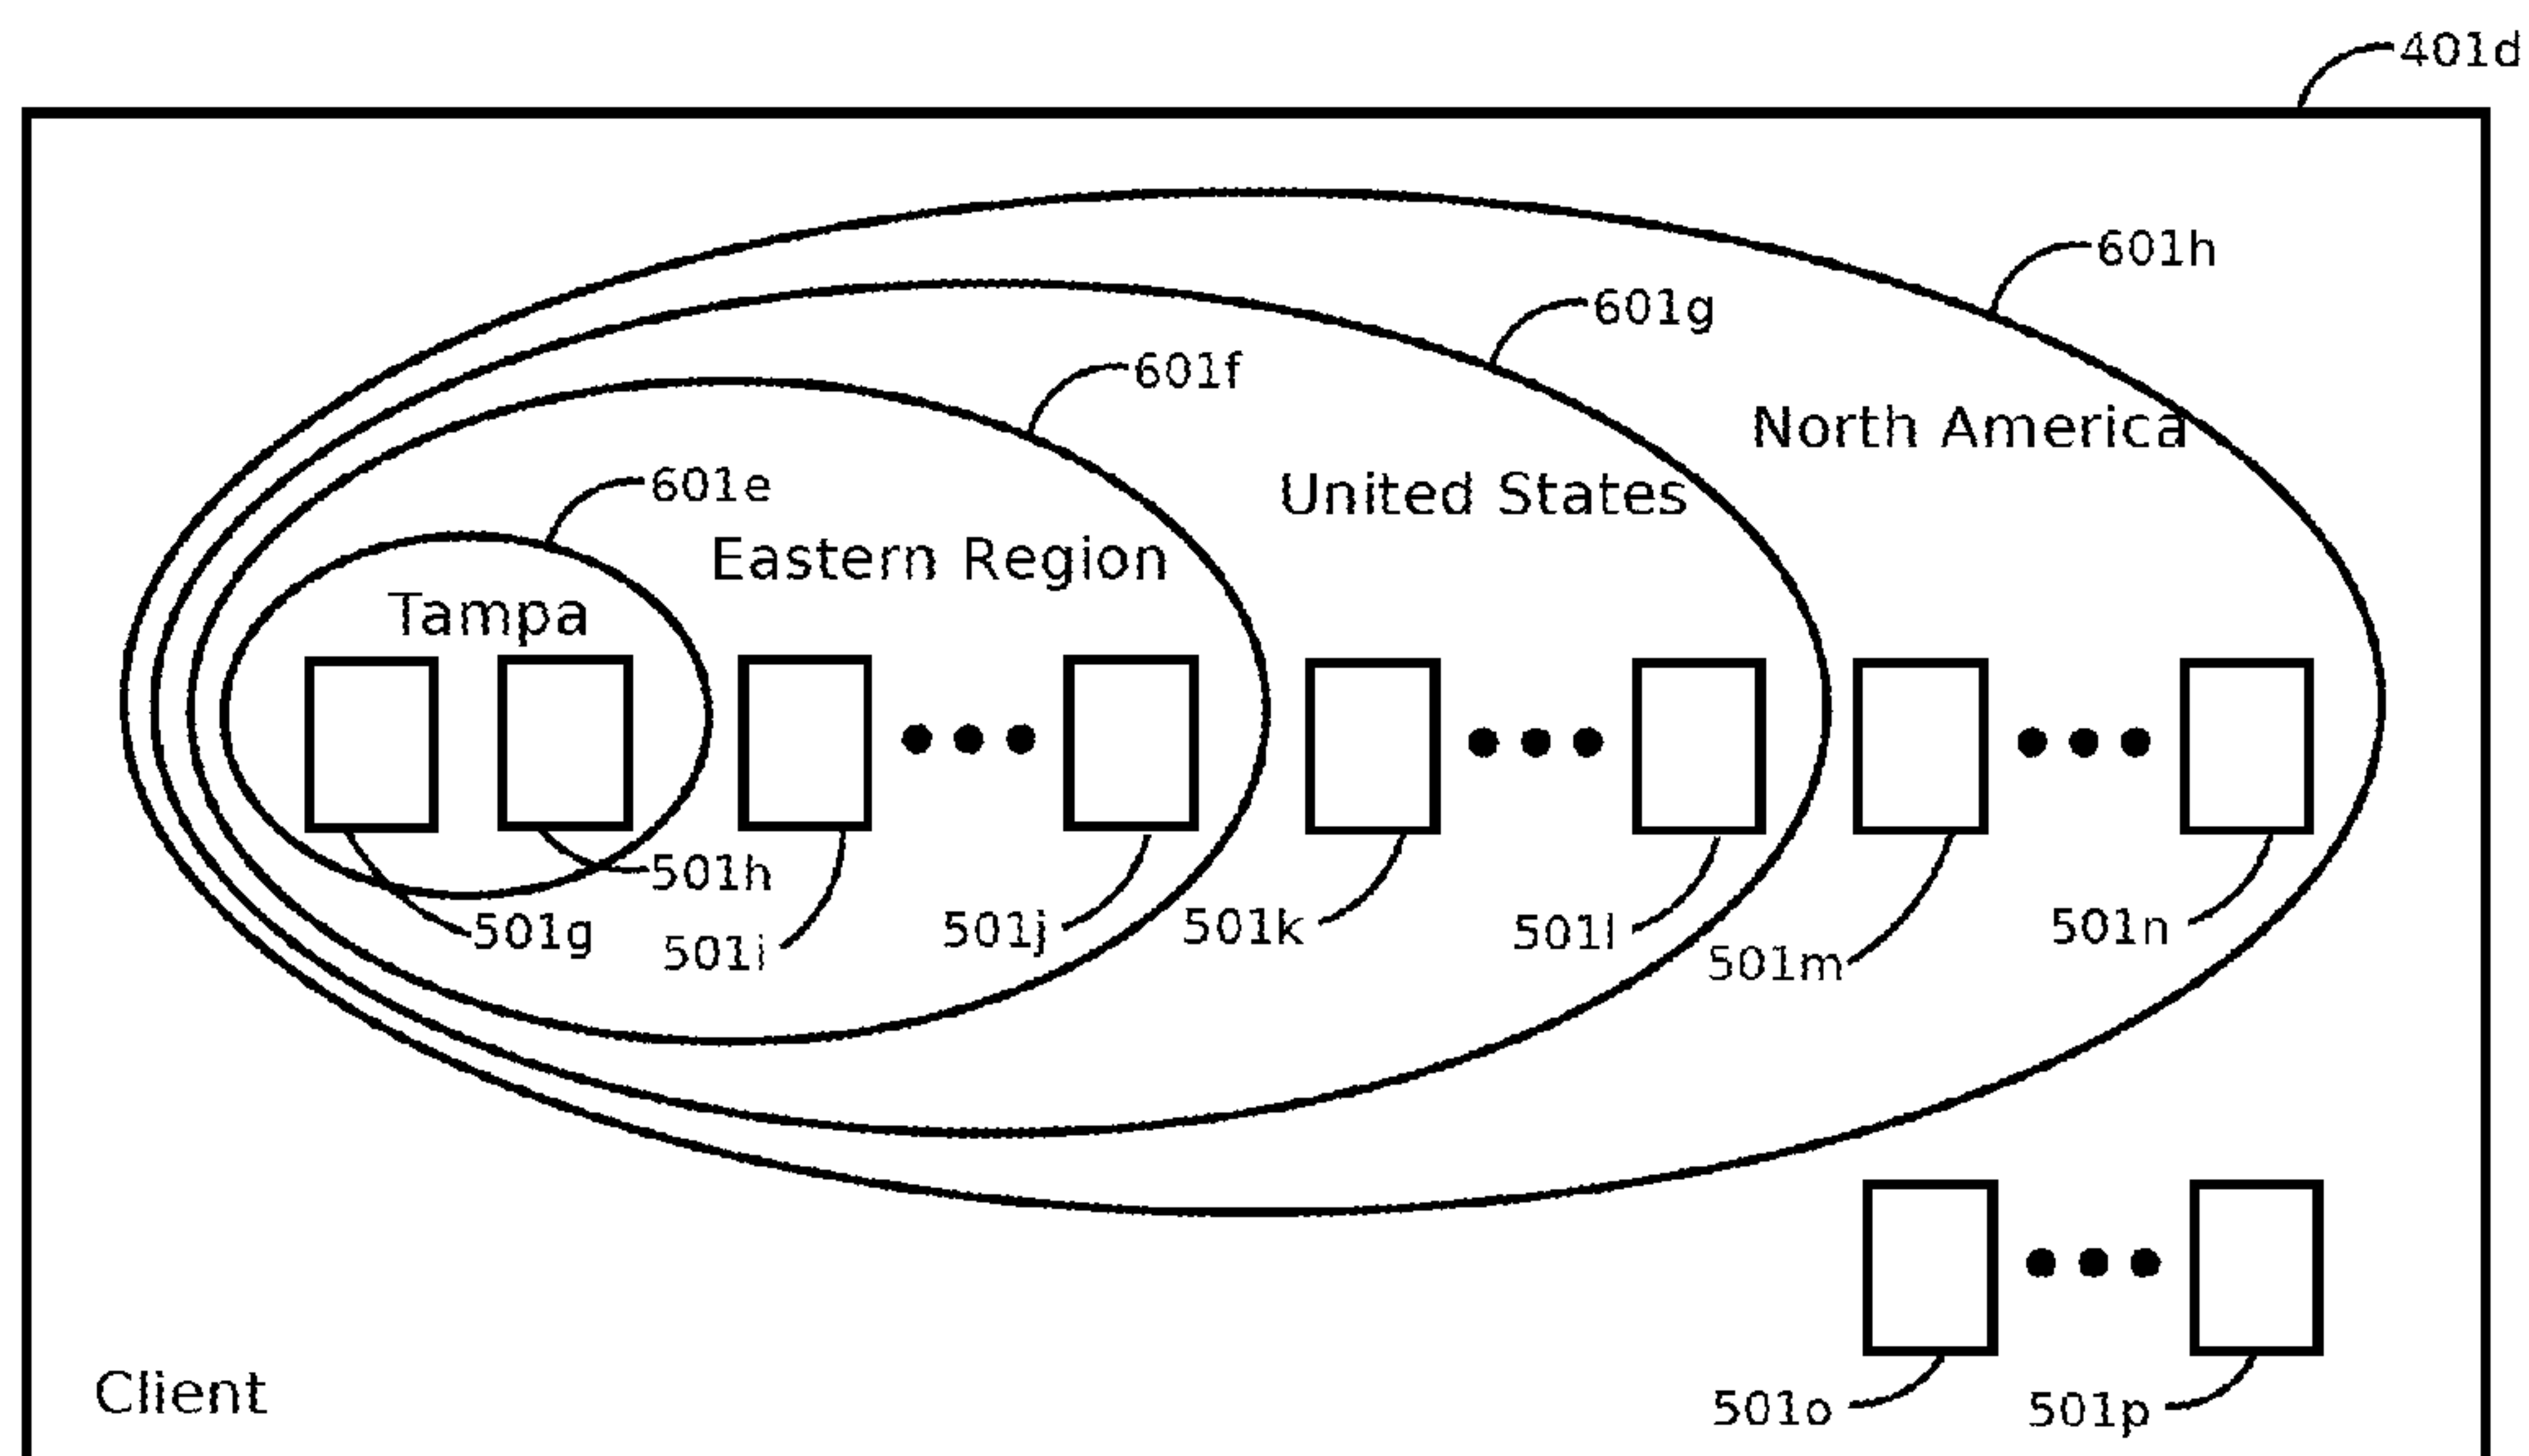 401d
601h
601g
601f
North America
United States
601e
Eastern Region
Tampa
501h
501g
501i
501j
501k
501l
501m
501n
Client
501o
501p